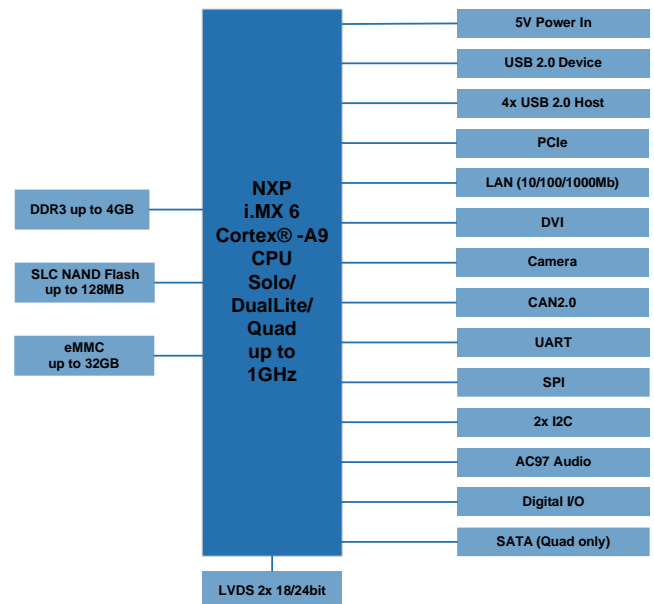 DDR3 up to 4GB
SLC NAND Flash
up to 128MB
eMMC
up to 32GB
NXP
i.MX 6
Cortex® -A9
CPU
Solo/
DualLite/
Quad
up to
1GHz
5V Power In
USB 2.0 Device
4x USB 2.0 Host
PCIe
LAN (10/100/1000Mb)
DVI
Camera
CAN2.0
UART
SPI
2x I2C
AC97 Audio
Digital I/O
SATA (Quad only)
LVDS 2x 18/24bit